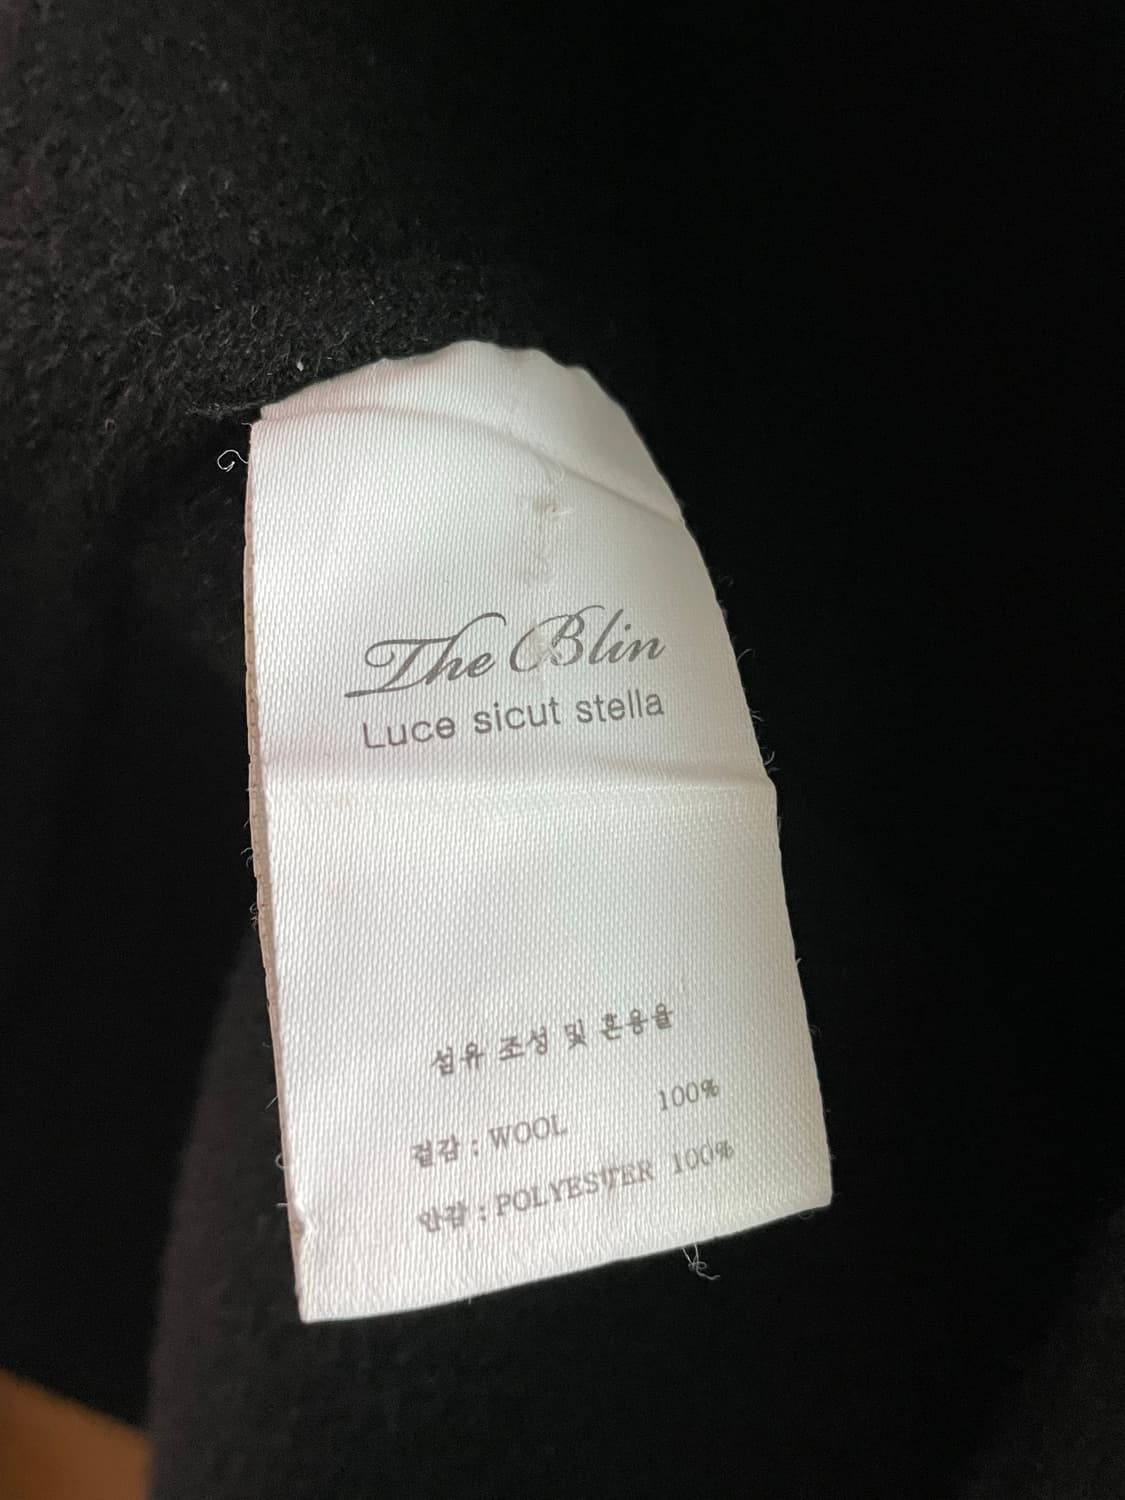 The Blin
Luce sicut stella
섬유 조성 및 혼용율
겉감 : WOOL 100%
안감 : POLYESTER 100%